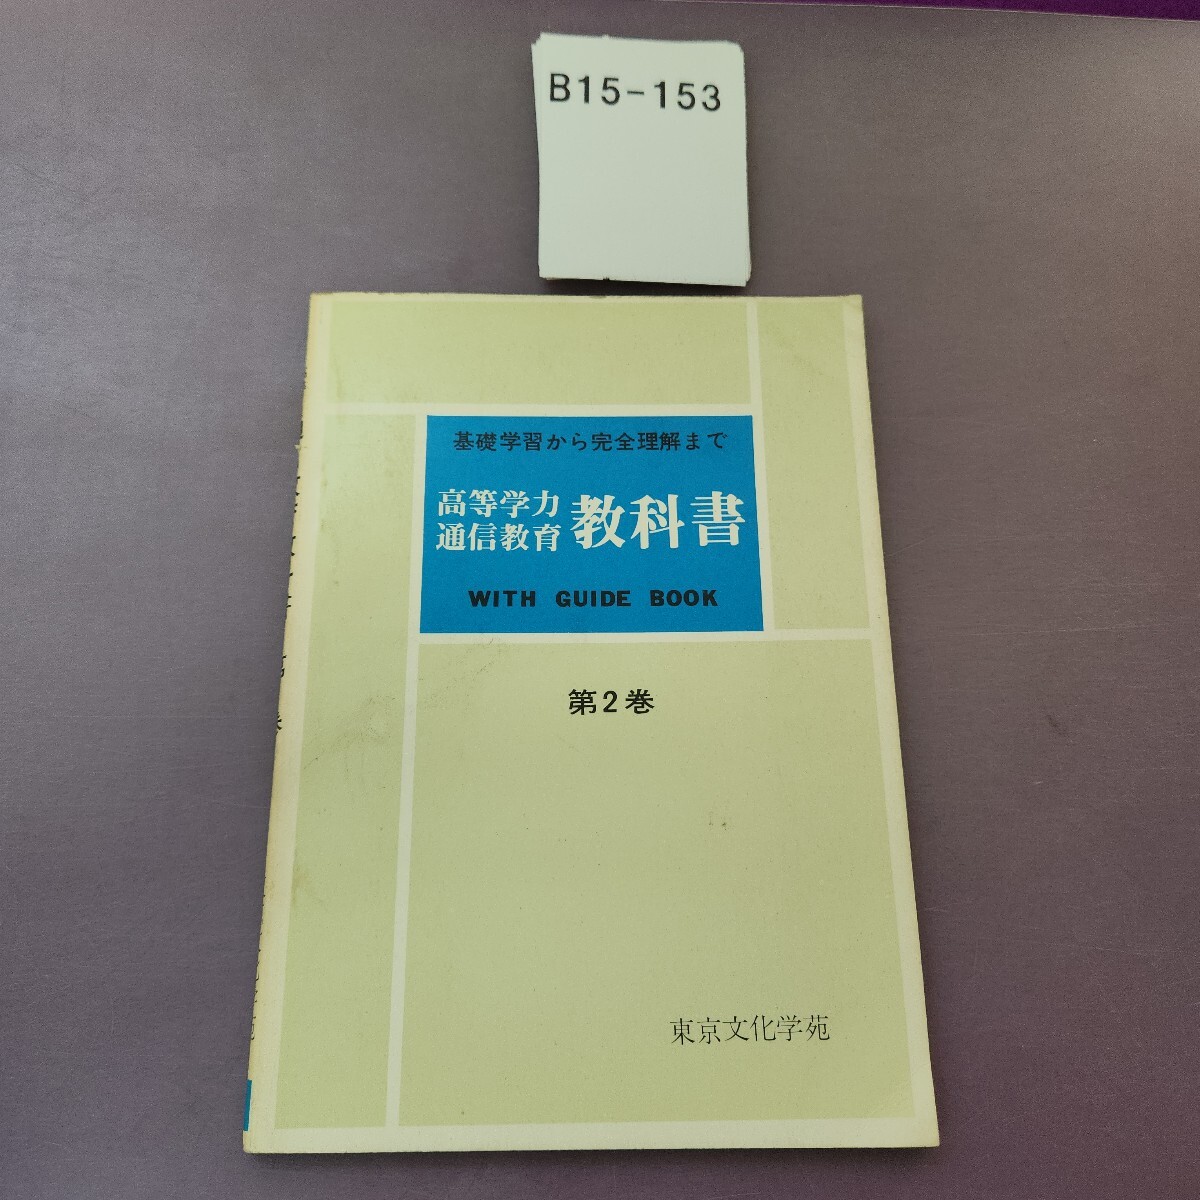 B15-153
基礎学習から完全理解まで
高等学力
通信教育
教科書
WITH GUIDE BOOK
第2巻
東京文化学苑